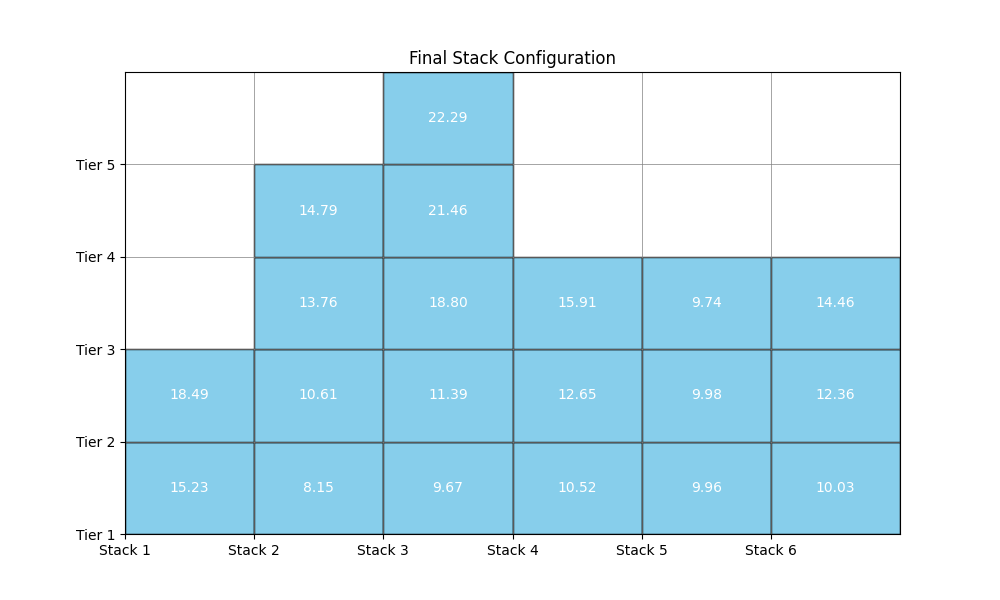 Final Stack Configuration
22.29
Tier 5
14.79 21.46
Tier 4
13.76 18.80 15.91 9.74 14.46
Tier 3
18.49 10.61 11.39 12.65 9.98 12.36
Tier 2
15.23 8.15 9.67 10.52 9.96 10.03
Tier 1
Stack 1 Stack 2 Stack 3 Stack 4 Stack 5 Stack 6